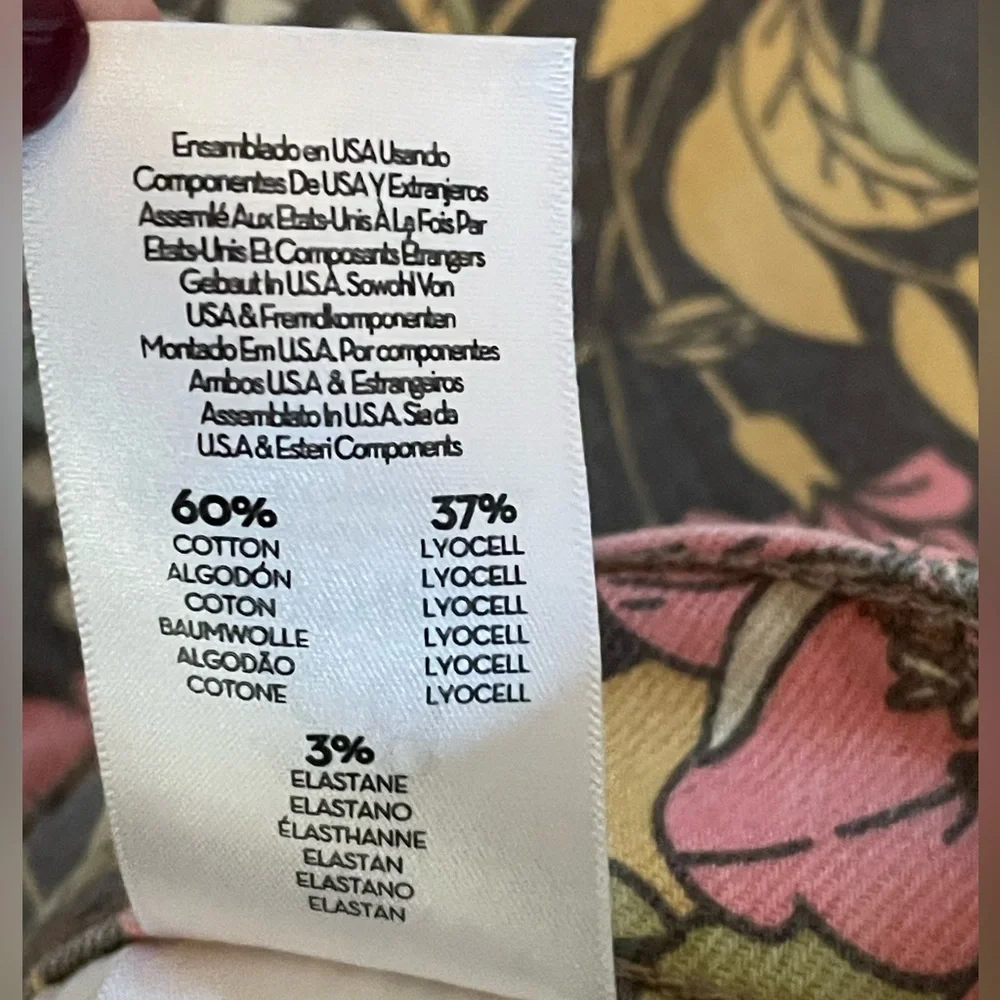 Ensamblado en USA Usando
Componentes De USA Y Extranjeros
Assemlé Aux Etats-Unis À La Fois Par
Etats-Unis Et Composants Étrangers
Gebaut In U.S.A. Sowohl Von
USA & Fremdkomponenten
Montado Em U.S.A. Por componentes
Ambos U.S.A & Estrangeiros
Assemblato In U.S.A. Sia da
U.S.A & Esteri Components
60% 37%
COTTON LYOCELL
ALGODÓN LYOCELL
COTON LYOCELL
BAUMWOLLE LYOCELL
ALGODÃO LYOCELL
COTONE LYOCELL
3%
ELASTANE
ELASTANO
ÉLASTHANNE
ELASTAN
ELASTANO
ELASTAN